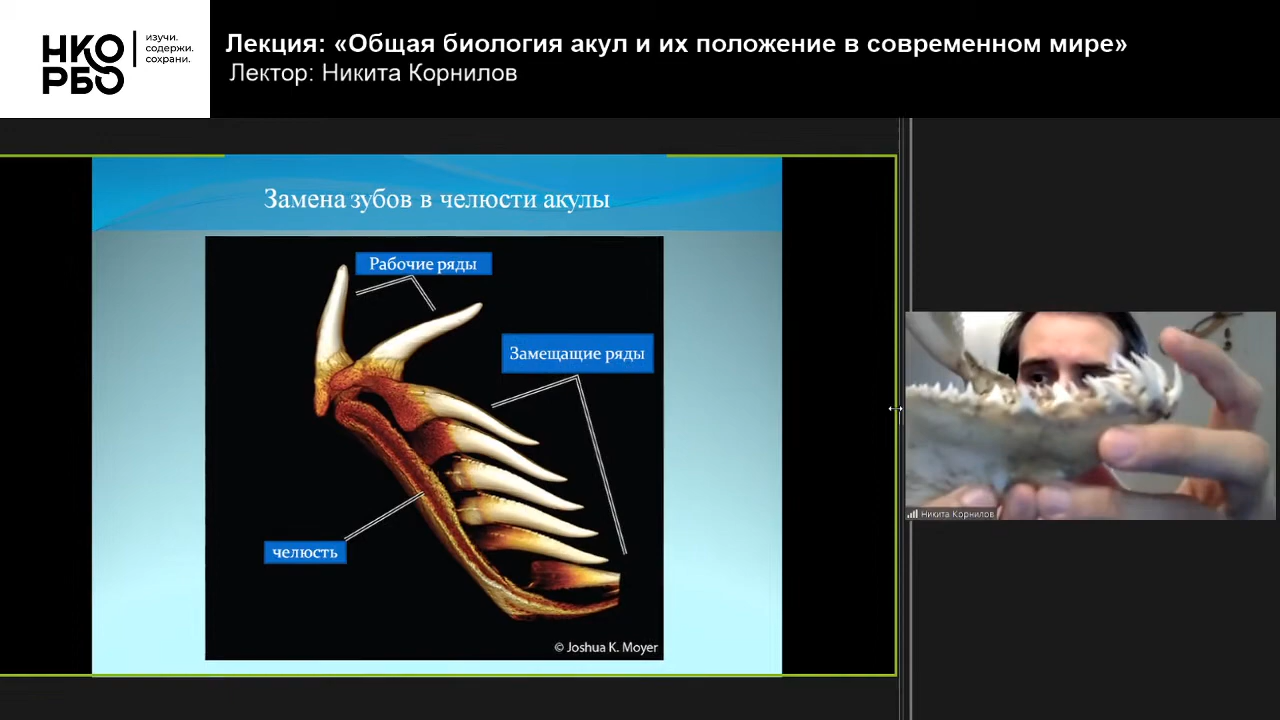 НКО
РБО
изучи.
содержи.
сохрани.
Лекция: «Общая биология акул и их положение в современном мире»
Лектор: Никита Корнилов
Замена зубов в челюсти акулы
Рабочие ряды
Замещащие ряды
челюсть
© Joshua K. Moyer
Никита Корнилов